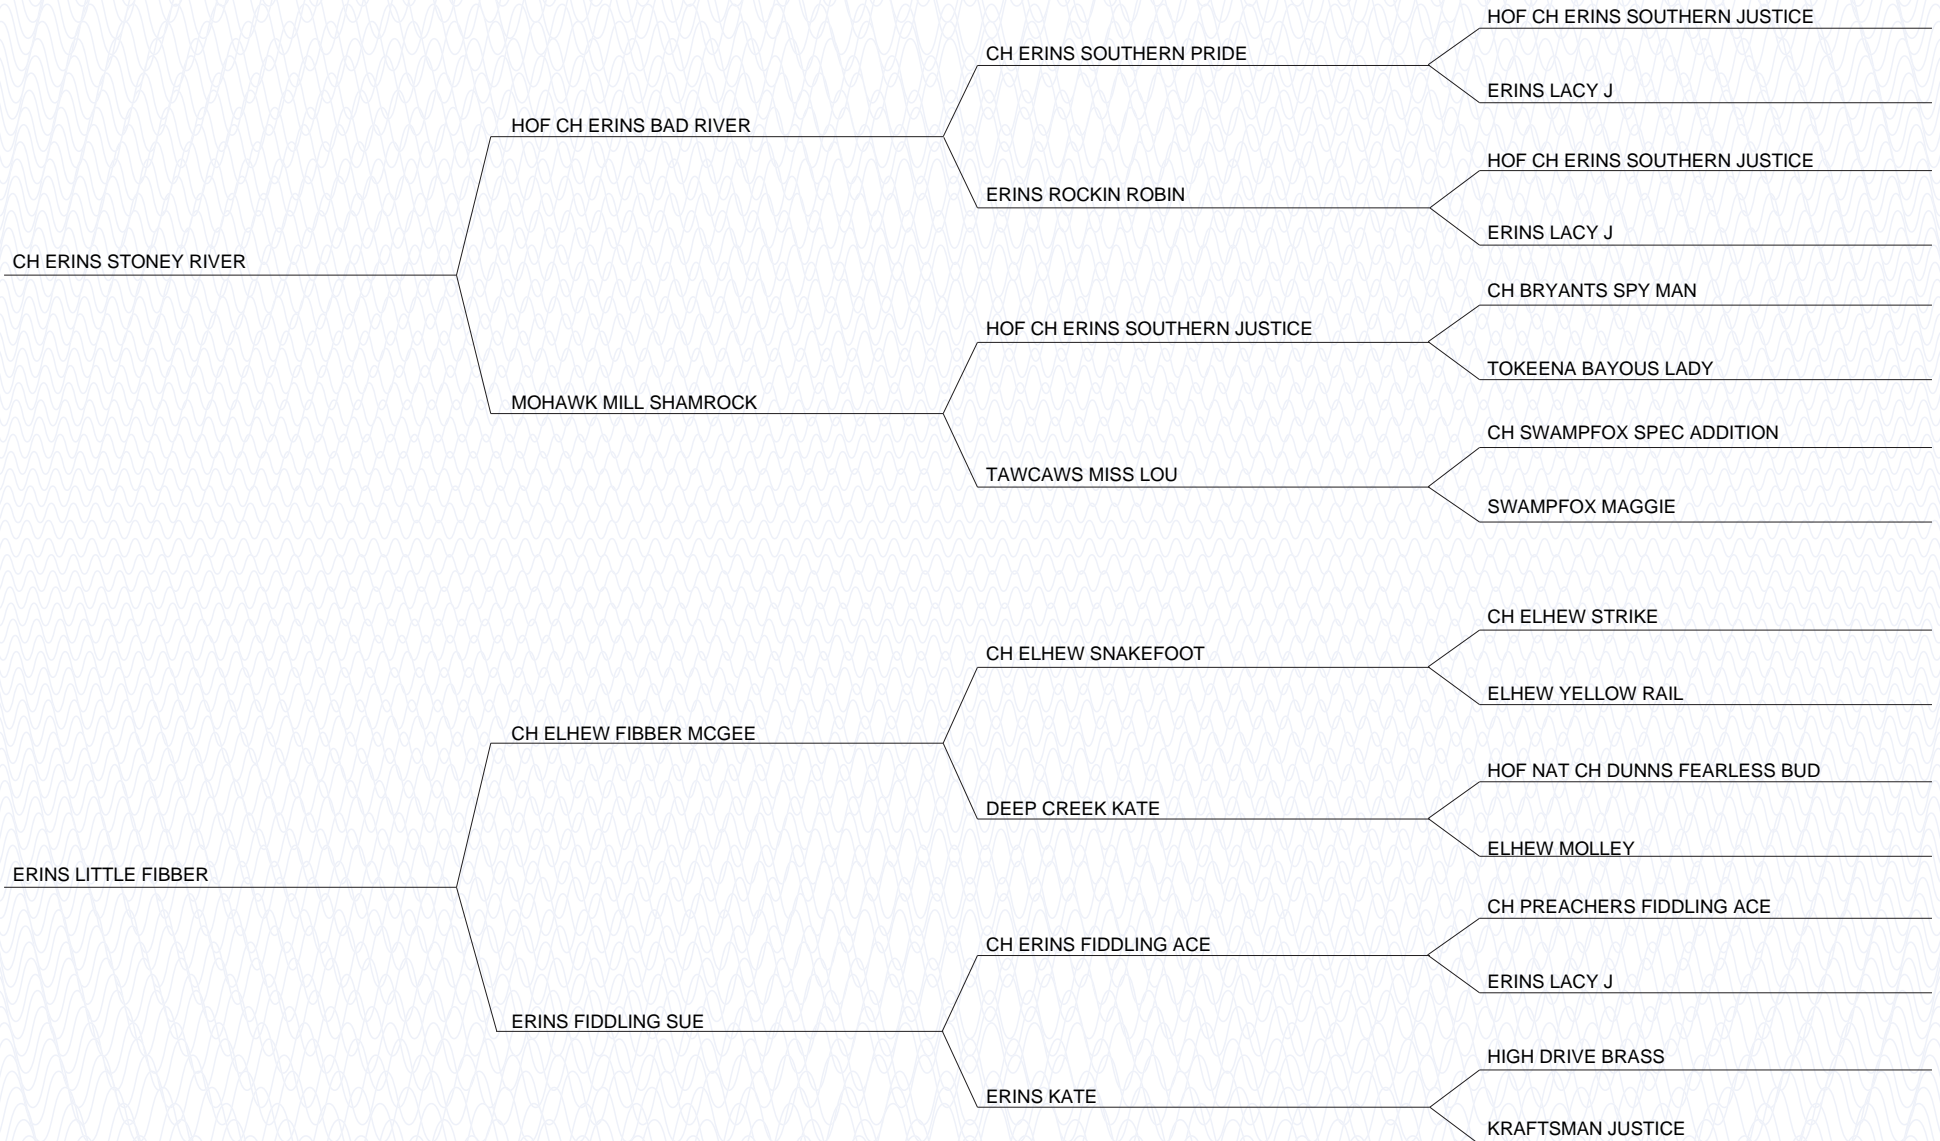 HOF CH ERINS SOUTHERN JUSTICE
CH ERINS SOUTHERN PRIDE
ERINS LACY J
HOF CH ERINS BAD RIVER
HOF CH ERINS SOUTHERN JUSTICE
ERINS ROCKIN ROBIN
ERINS LACY J
CH ERINS STONEY RIVER
CH BRYANTS SPY MAN
HOF CH ERINS SOUTHERN JUSTICE
TOKEENA BAYOUS LADY
MOHAWK MILL SHAMROCK
CH SWAMPFOX SPEC ADDITION
TAWCAWS MISS LOU
SWAMPFOX MAGGIE
CH ELHEW STRIKE
CH ELHEW SNAKEFOOT
ELHEW YELLOW RAIL
CH ELHEW FIBBER MCGEE
HOF NAT CH DUNNS FEARLESS BUD
DEEP CREEK KATE
ELHEW MOLLEY
ERINS LITTLE FIBBER
CH PREACHERS FIDDLING ACE
CH ERINS FIDDLING ACE
ERINS LACY J
ERINS FIDDLING SUE
HIGH DRIVE BRASS
ERINS KATE
KRAFTSMAN JUSTICE